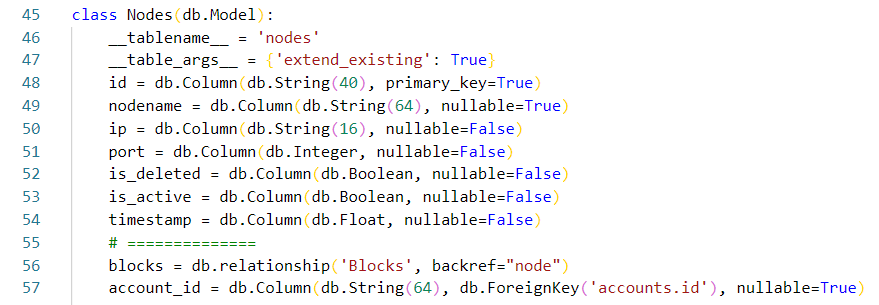 45 class Nodes(db.Model):
46     __tablename__ = 'nodes'
47     __table_args__ = {'extend_existing': True}
48     id = db.Column(db.String(40), primary_key=True)
49     nodename = db.Column(db.String(64), nullable=True)
50     ip = db.Column(db.String(16), nullable=False)
51     port = db.Column(db.Integer, nullable=False)
52     is_deleted = db.Column(db.Boolean, nullable=False)
53     is_active = db.Column(db.Boolean, nullable=False)
54     timestamp = db.Column(db.Float, nullable=False)
55     # ==============
56     blocks = db.relationship('Blocks', backref="node")
57     account_id = db.Column(db.String(64), db.ForeignKey('accounts.id'), nullable=True)